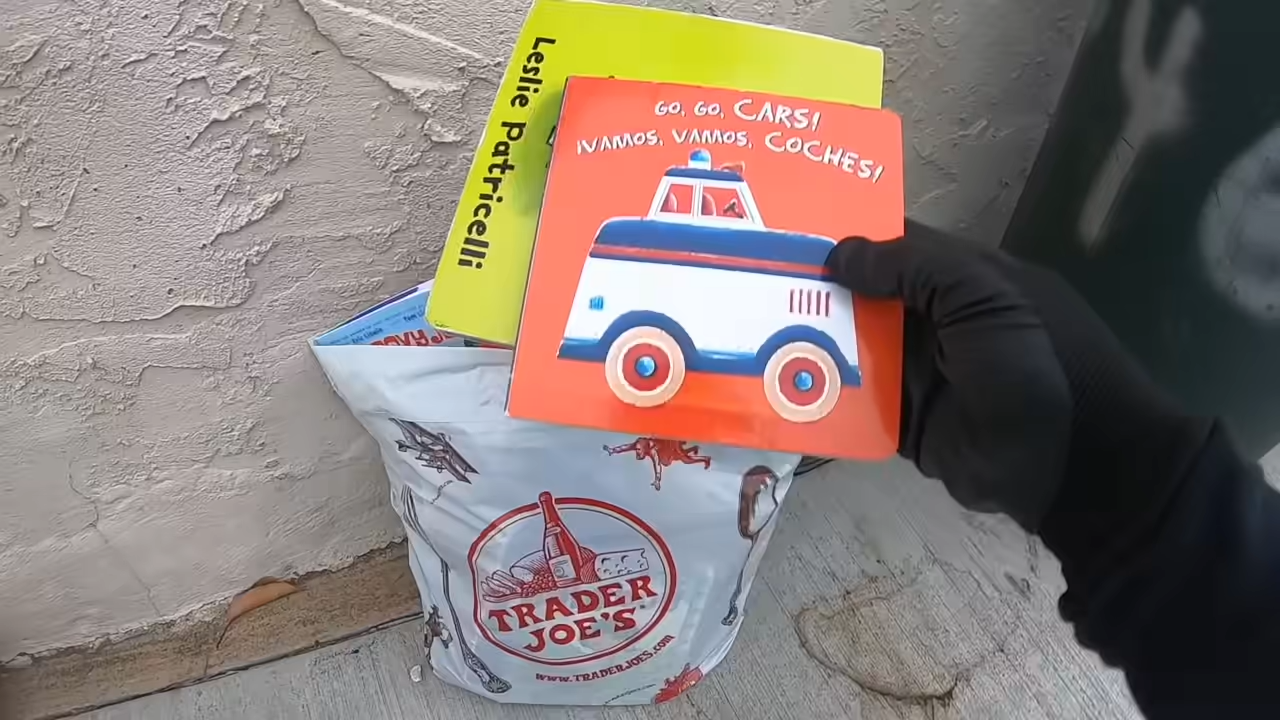 Leslie Patricelli
GO, GO, CARS!
¡VAMOS, VAMOS, COCHES!
TRADER
JOE'S
www.TRADERJOES.com